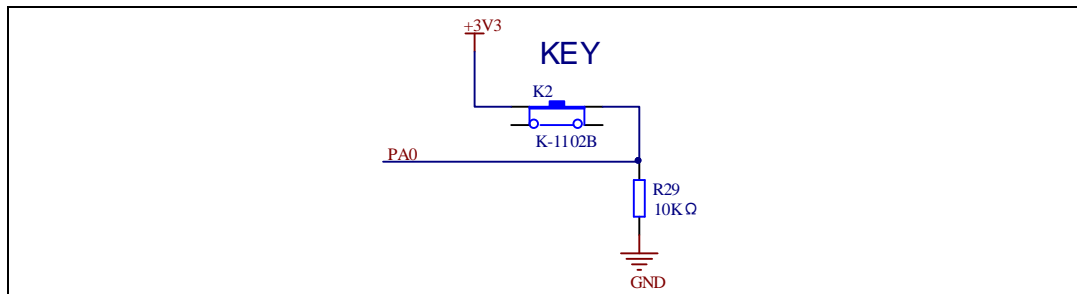 +3V3
KEY
K2
K-1102B
PA0
R29
10KΩ
GND